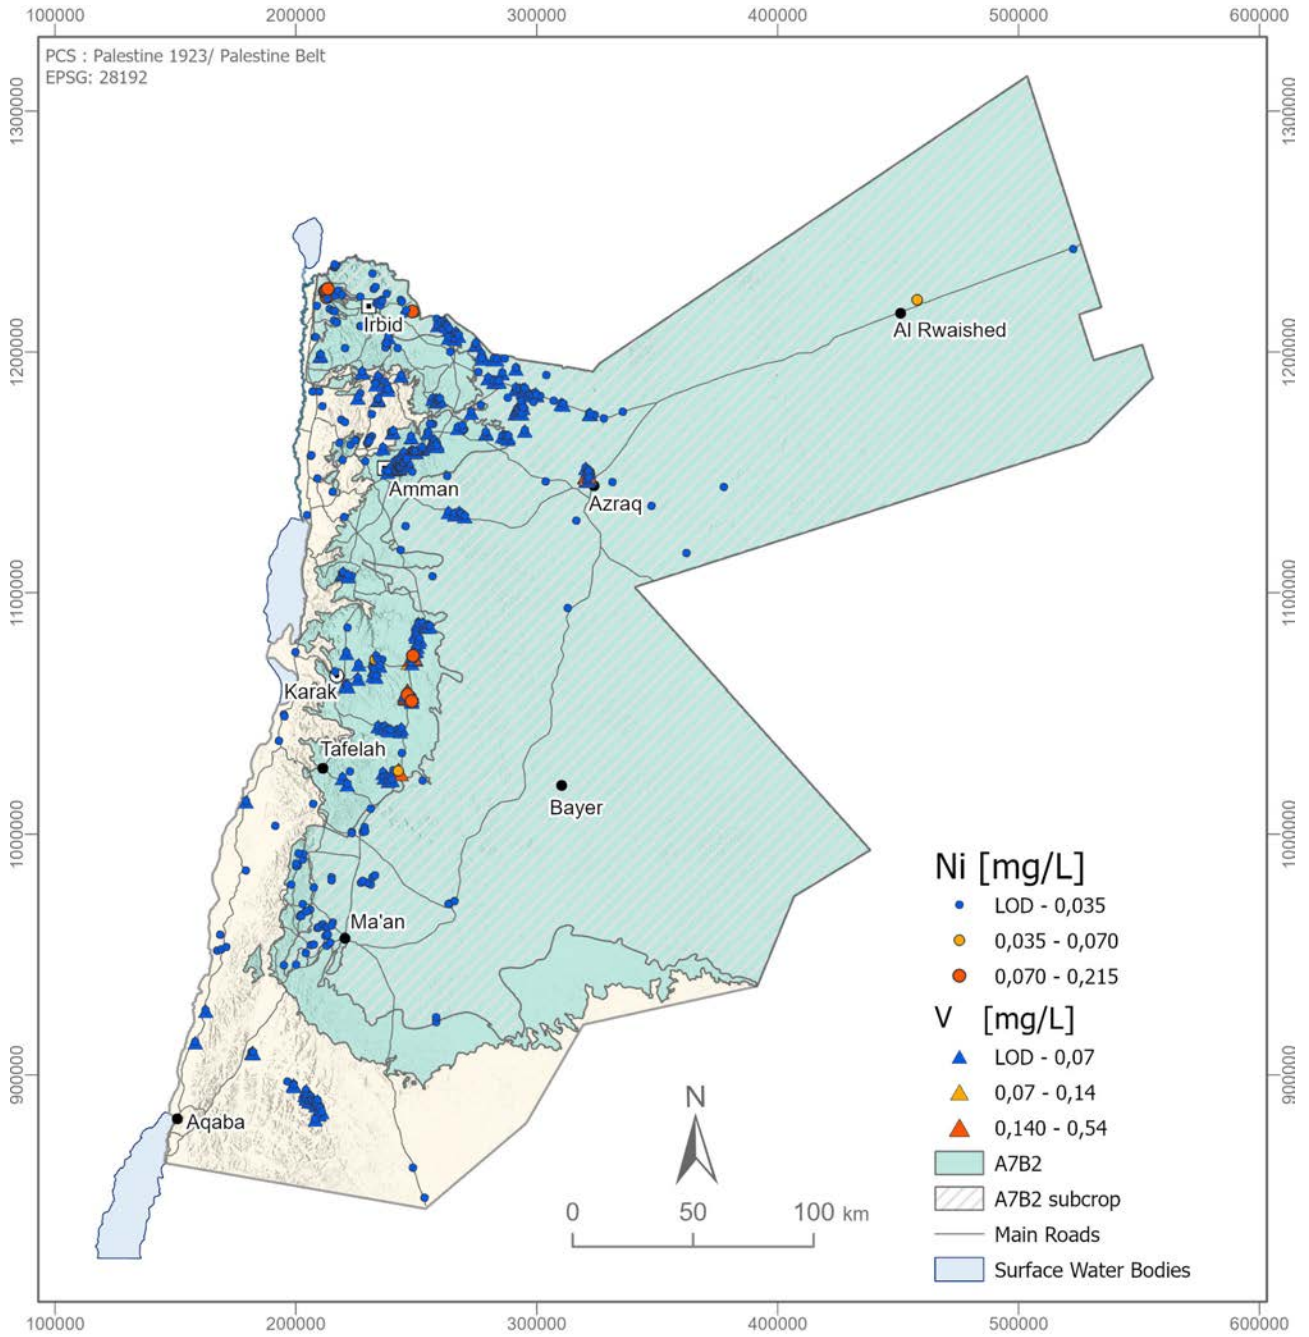 100000 200000 300000 400000 500000 600000
PCS : Palestine 1923/ Palestine Belt
EPSG: 28192
1300000 1300000
Irbid
Al Rwaished
1200000 1200000
Amman
Azraq
1100000 1100000
Karak
Tafelah
Bayer
1000000 1000000
Ma'an
900000 900000
Aqaba
N
0 50 100 km
Ni [mg/L]
LOD - 0,035
0,035 - 0,070
0,070 - 0,215
V [mg/L]
LOD - 0,07
0,07 - 0,14
0,140 - 0,54
A7B2
A7B2 subcrop
Main Roads
Surface Water Bodies
100000 200000 300000 400000 500000 600000